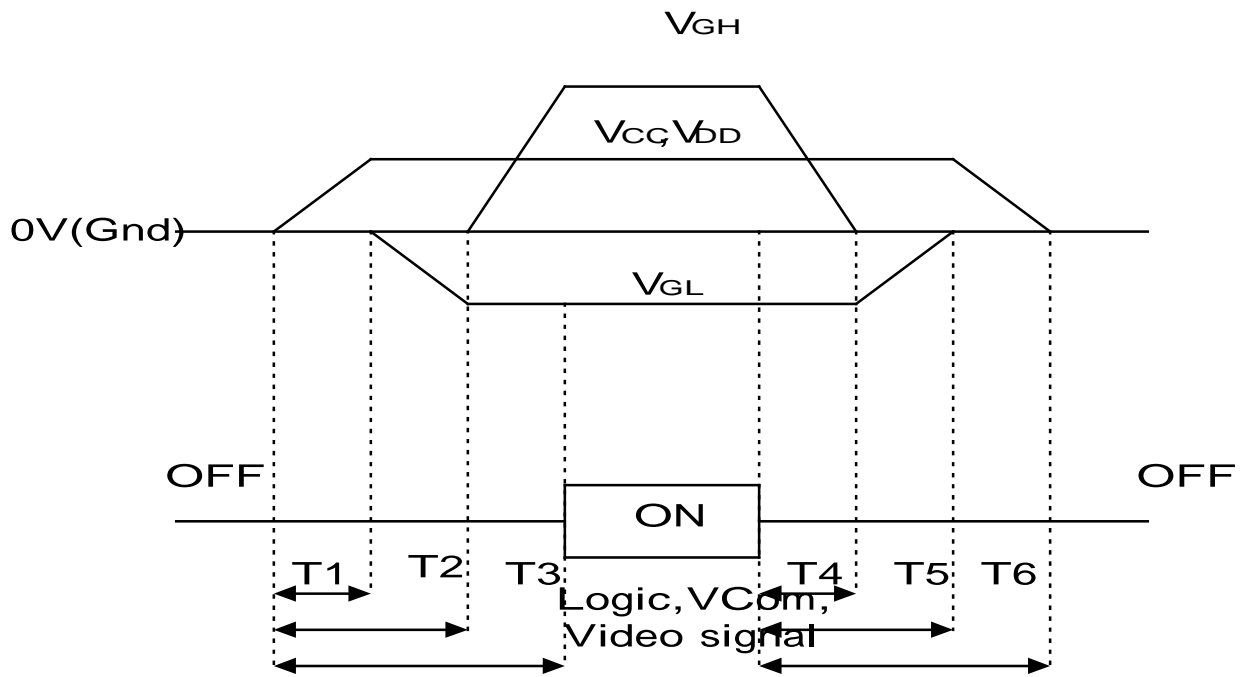 VGH
VCC,VDD
0V(Gnd)
VGL
OFF
OFF
ON
T1
T2
T3
T4
T5
T6
Logic, VCom,
Video signal